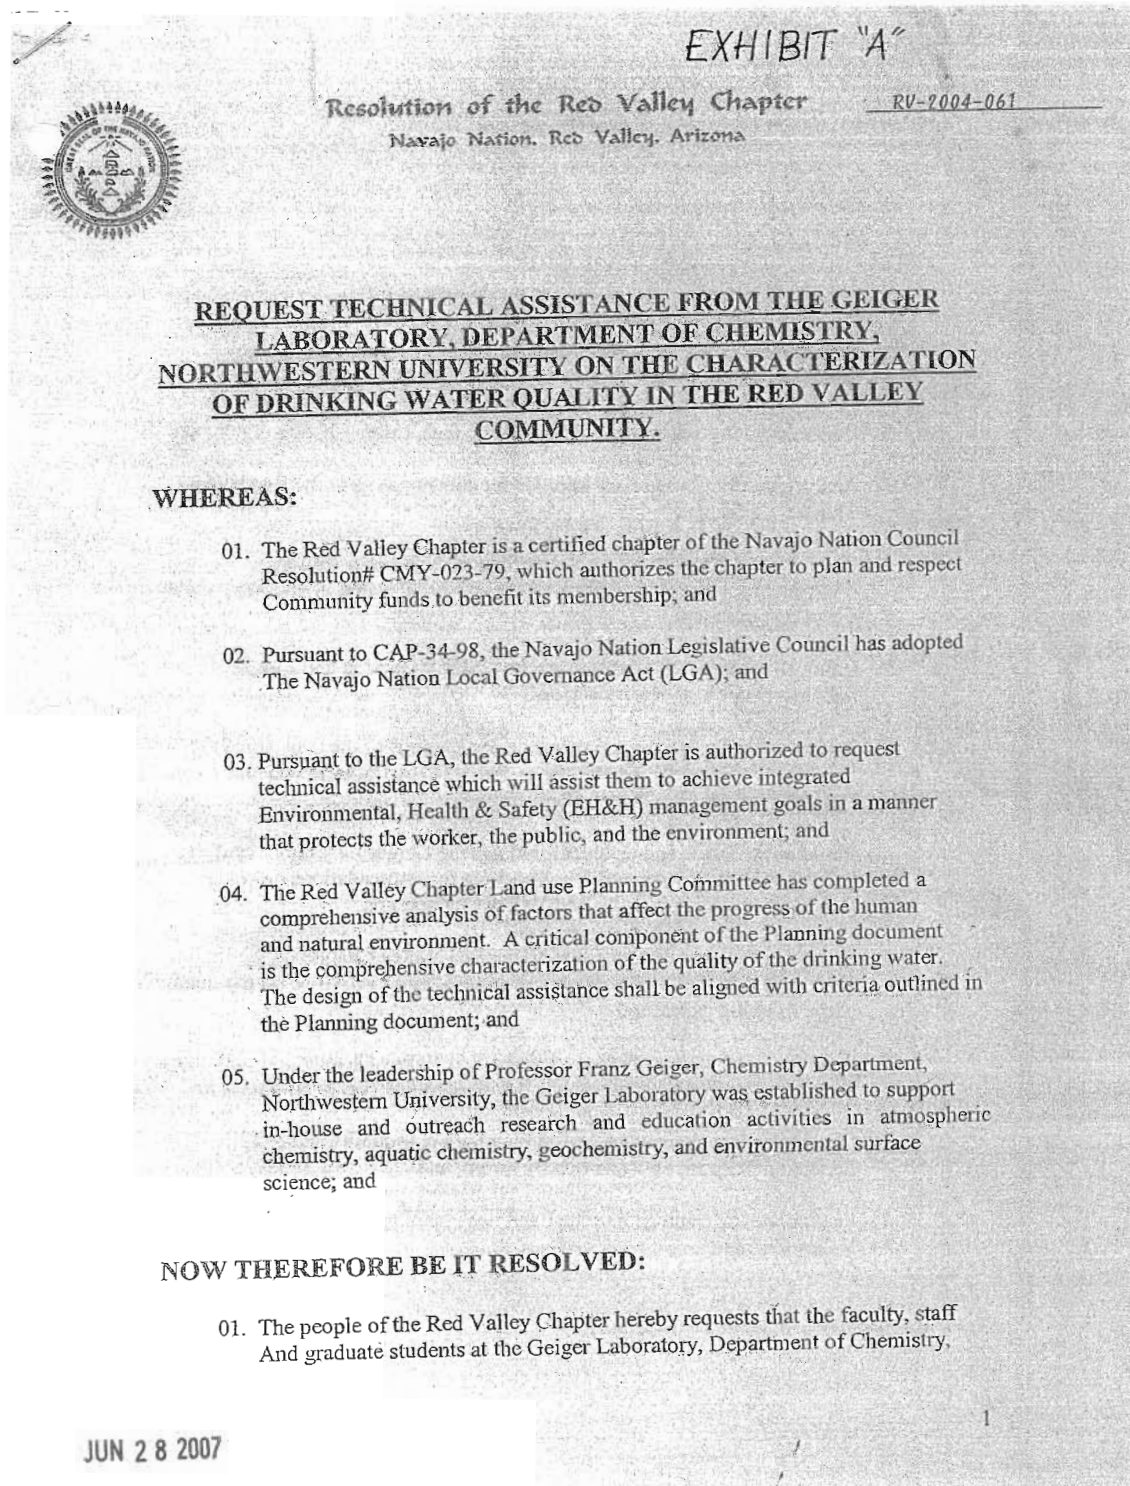 EXHIBIT "A"
Resolution of the Red Valley Chapter RV-2004-061
Navajo Nation, Red Valley, Arizona
GREAT SEAL OF THE NAVAJO NATION
REQUEST TECHNICAL ASSISTANCE FROM THE GEIGER
LABORATORY, DEPARTMENT OF CHEMISTRY,
NORTHWESTERN UNIVERSITY ON THE CHARACTERIZATION
OF DRINKING WATER QUALITY IN THE RED VALLEY
COMMUNITY.
WHEREAS:
01. The Red Valley Chapter is a certified chapter of the Navajo Nation Council
Resolution# CMY-023-79, which authorizes the chapter to plan and respect
Community funds to benefit its membership; and
02. Pursuant to CAP-34-98, the Navajo Nation Legislative Council has adopted
The Navajo Nation Local Governance Act (LGA); and
03. Pursuant to the LGA, the Red Valley Chapter is authorized to request
technical assistance which will assist them to achieve integrated
Environmental, Health & Safety (EH&H) management goals in a manner
that protects the worker, the public, and the environment; and
04. The Red Valley Chapter Land use Planning Committee has completed a
comprehensive analysis of factors that affect the progress of the human
and natural environment. A critical component of the Planning document
is the comprehensive characterization of the quality of the drinking water.
The design of the technical assistance shall be aligned with criteria outlined in
the Planning document; and
05. Under the leadership of Professor Franz Geiger, Chemistry Department,
Northwestern University, the Geiger Laboratory was established to support
in-house and outreach research and education activities in atmospheric
chemistry, aquatic chemistry, geochemistry, and environmental surface
science; and
NOW THEREFORE BE IT RESOLVED:
01. The people of the Red Valley Chapter hereby requests that the faculty, staff
And graduate students at the Geiger Laboratory, Department of Chemistry,
1
JUN 28 2007